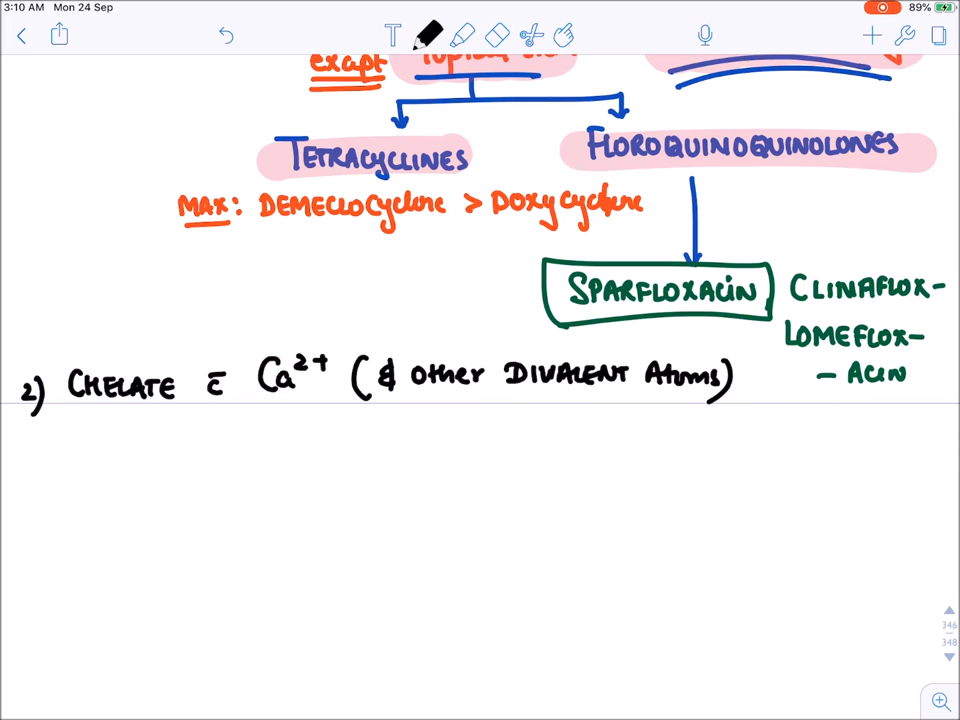 3:10 AM Mon 24 Sep
89%
T
exapt
TETRACYCLINES
FLOROQUINOQUINOLONES
MAX: DEMECLOCYCLINE > DOXYCYCLINE
SPARFLOXACIN
CLINAFLOX-
LOMEFLOX-
- ACIN
2) CHELATE c̄ Ca2+ (& Other DIVALENT Atoms)
346
348